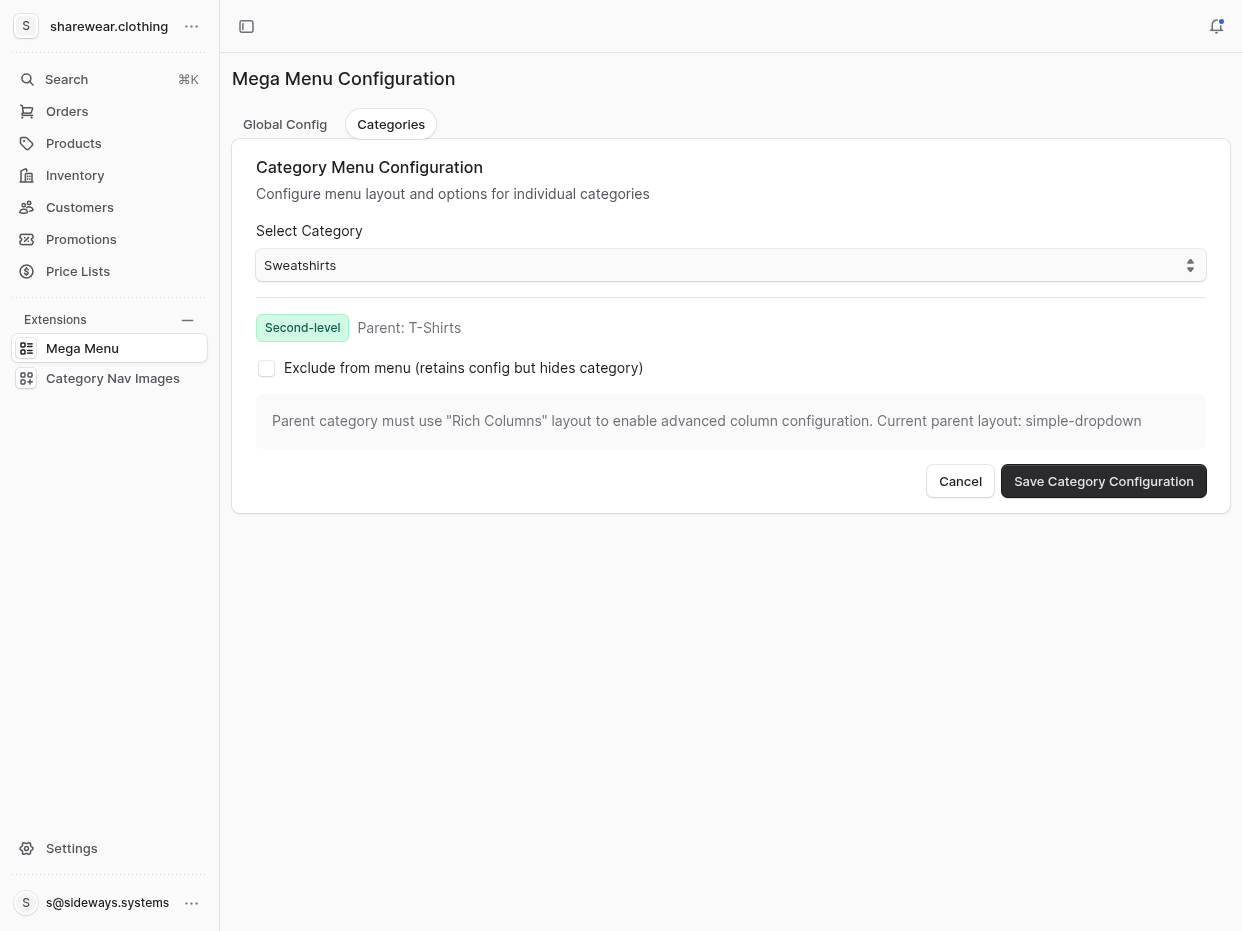 S sharewear.clothing
Search ⌘K
Orders
Products
Inventory
Customers
Promotions
Price Lists
Extensions
Mega Menu
Category Nav Images
Settings
S s@sideways.systems
Mega Menu Configuration
Global Config Categories
Category Menu Configuration
Configure menu layout and options for individual categories
Select Category
Sweatshirts
Second-level Parent: T-Shirts
Exclude from menu (retains config but hides category)
Parent category must use "Rich Columns" layout to enable advanced column configuration. Current parent layout: simple-dropdown
Cancel Save Category Configuration